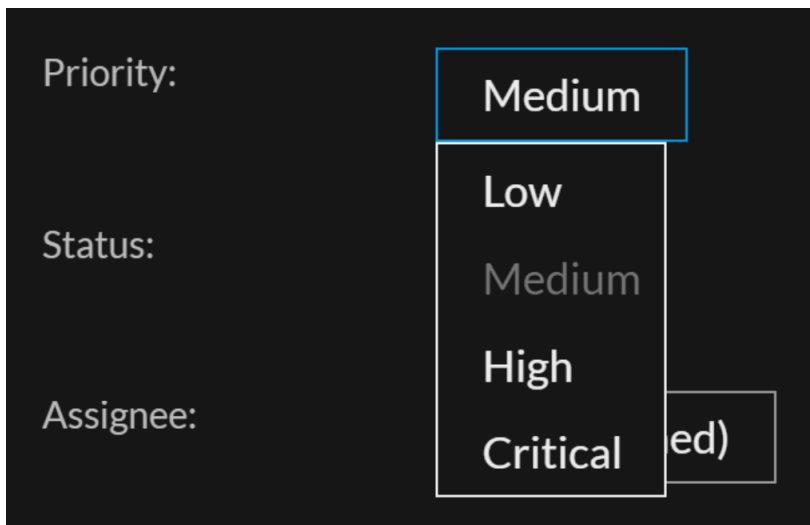 Priority:
Medium
Low
Status:
Medium
High
Assignee:
ed)
Critical